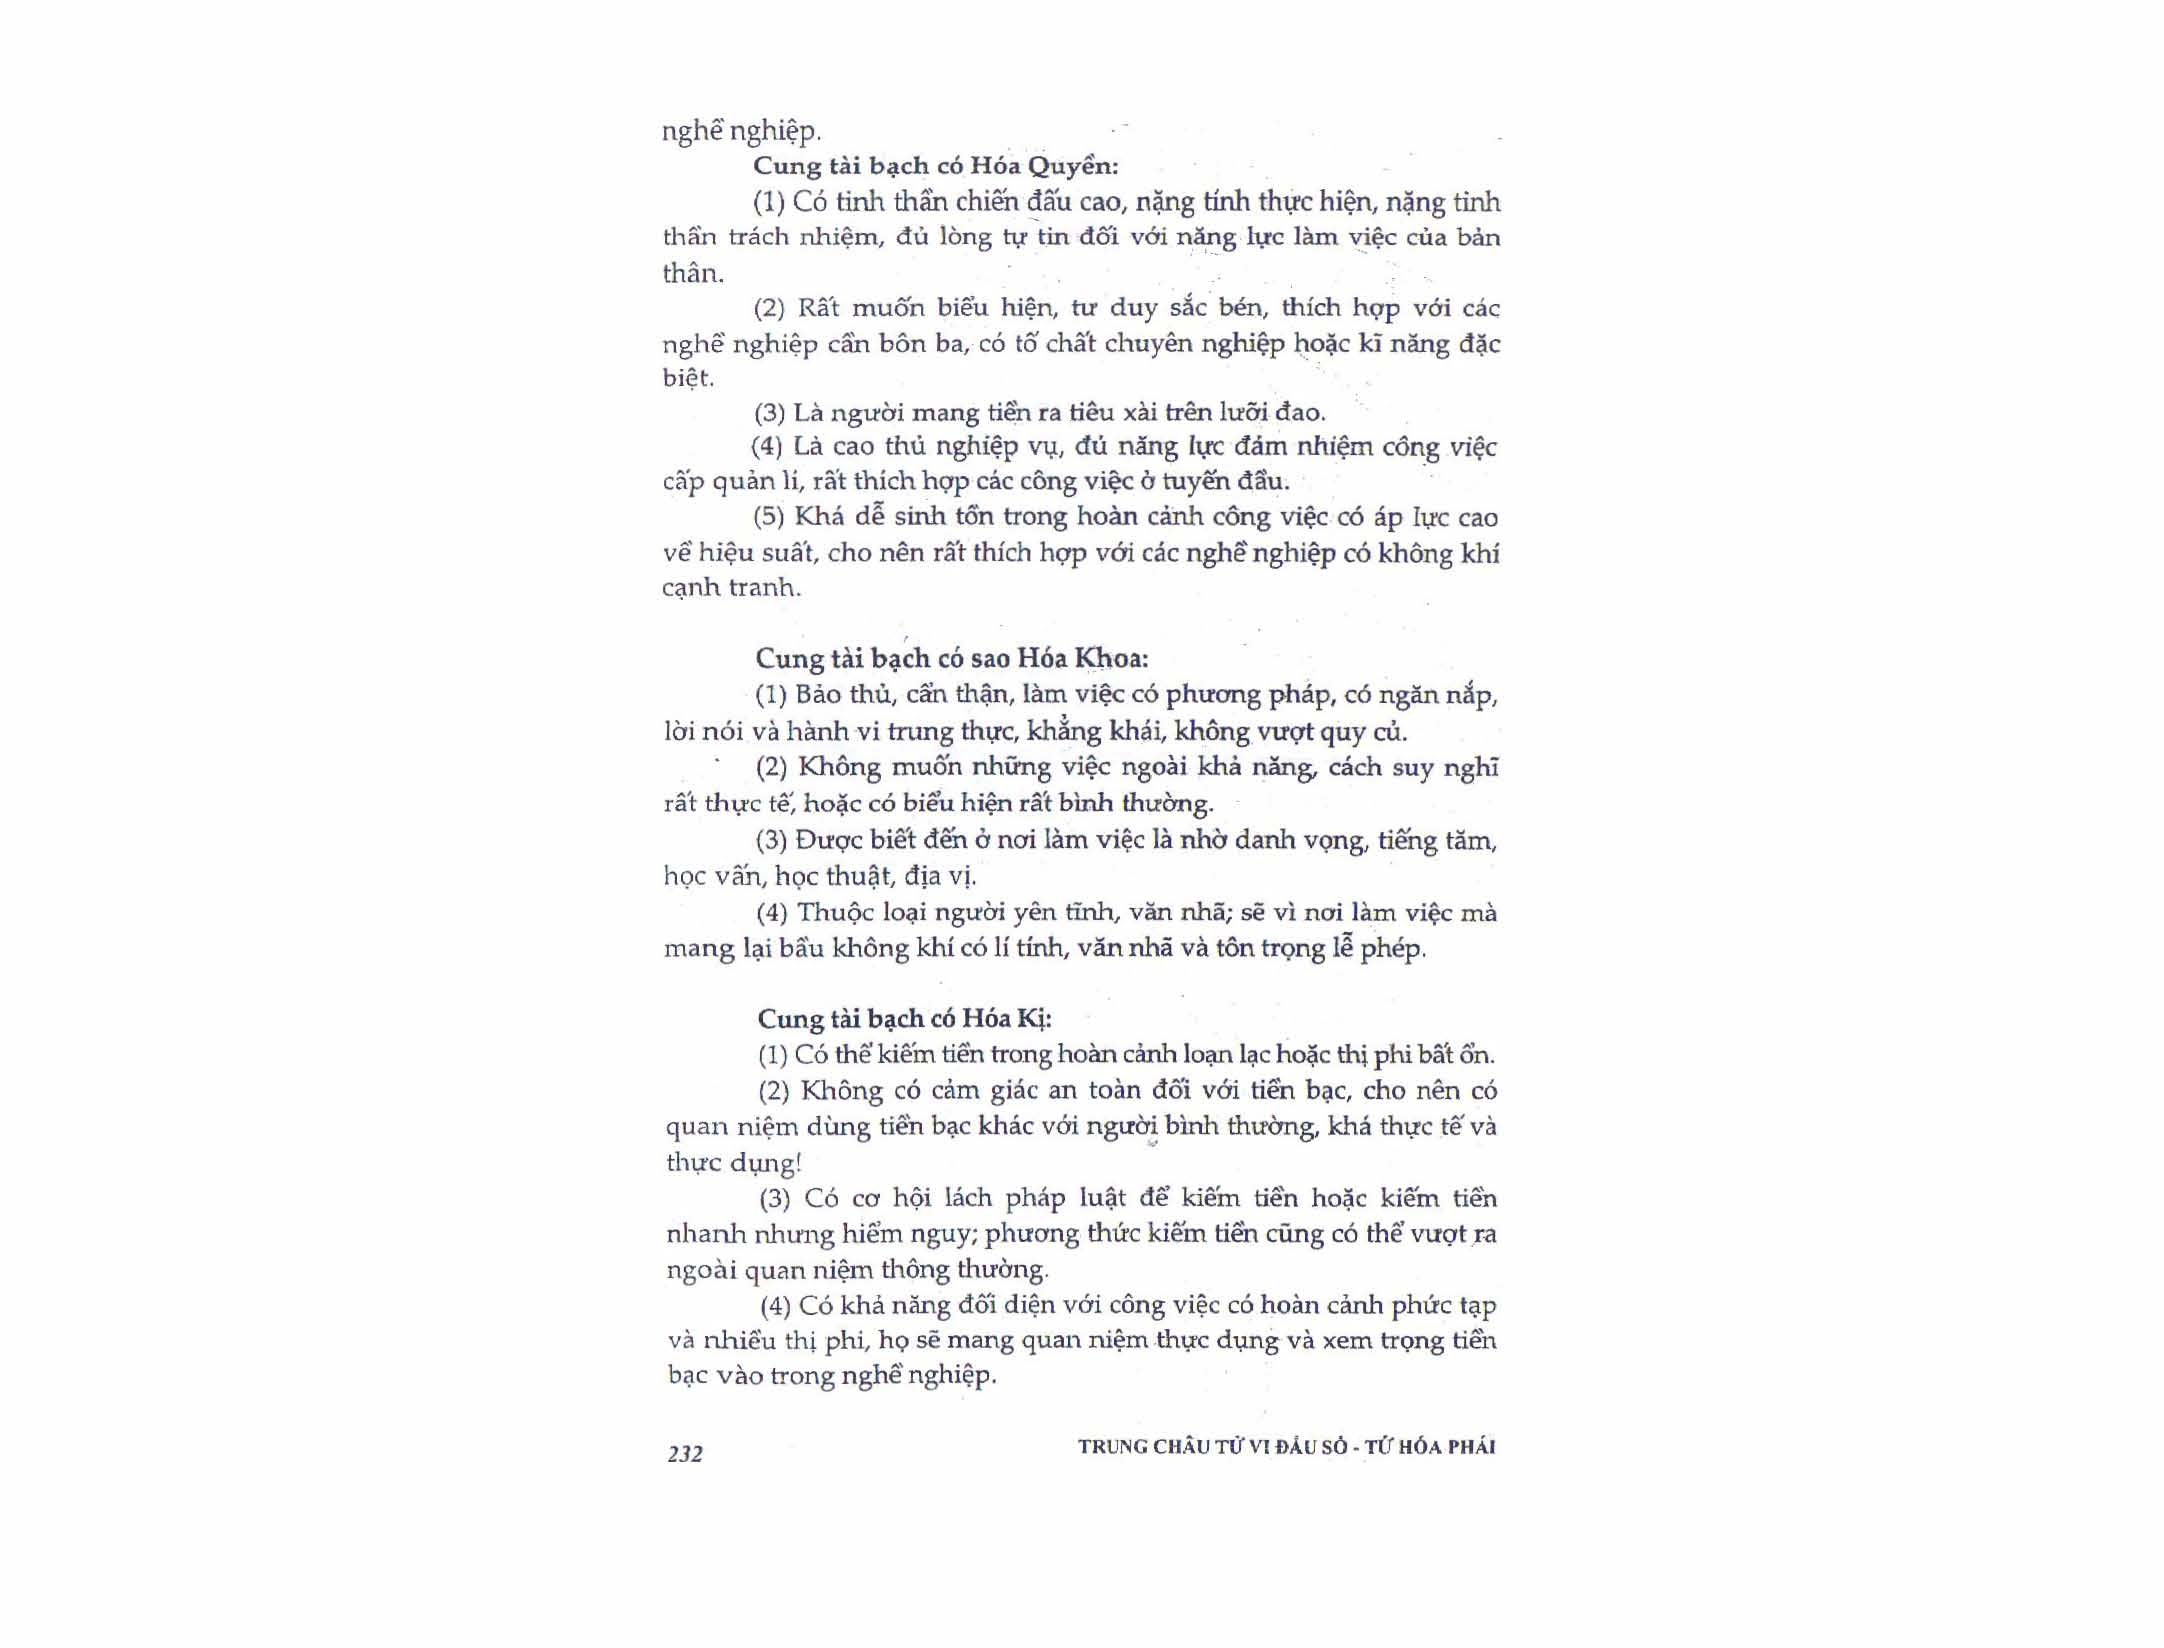 nghề nghiệp.
Cung tài bạch có Hóa Quyền:
(1) Có tinh thần chiến đấu cao, nặng tính thực hiện, nặng tinh
thần trách nhiệm, đủ lòng tự tin đối với năng lực làm việc của bản
thân.
(2) Rất muốn biểu hiện, tư duy sắc bén, thích hợp với các
nghề nghiệp cần bôn ba, có tố chất chuyên nghiệp hoặc kĩ năng đặc
biệt.
(3) Là người mang tiền ra tiêu xài trên lưỡi đao.
(4) Là cao thủ nghiệp vụ, đủ năng lực đảm nhiệm công việc
cấp quản lí, rất thích hợp các công việc ở tuyến đầu.
(5) Khá dễ sinh tồn trong hoàn cảnh công việc có áp lực cao
về hiệu suất, cho nên rất thích hợp với các nghề nghiệp có không khí
cạnh tranh.
Cung tài bạch có sao Hóa Khoa:
(1) Bảo thủ, cẩn thận, làm việc có phương pháp, có ngăn nắp,
lời nói và hành vi trung thực, khẳng khái, không vượt quy củ.
(2) Không muốn những việc ngoài khả năng, cách suy nghĩ
rất thực tế, hoặc có biểu hiện rất bình thường.
(3) Được biết đến ở nơi làm việc là nhờ danh vọng, tiếng tăm,
học vấn, học thuật, địa vị.
(4) Thuộc loại người yên tĩnh, văn nhã; sẽ vì nơi làm việc mà
mang lại bầu không khí có lí tính, văn nhã và tôn trọng lễ phép.
Cung tài bạch có Hóa Kị:
(1) Có thể kiếm tiền trong hoàn cảnh loạn lạc hoặc thị phi bất ổn.
(2) Không có cảm giác an toàn đối với tiền bạc, cho nên có
quan niệm dùng tiền bạc khác với người bình thường, khá thực tế và
thực dụng!
(3) Có cơ hội lách pháp luật để kiếm tiền hoặc kiếm tiền
nhanh nhưng hiểm nguy; phương thức kiếm tiền cũng có thể vượt ra
ngoài quan niệm thông thường.
(4) Có khả năng đối diện với công việc có hoàn cảnh phức tạp
và nhiều thị phi, họ sẽ mang quan niệm thực dụng và xem trọng tiền
bạc vào trong nghề nghiệp.
232
TRUNG CHÂU TỬ VI ĐẨU SỐ - TỨ HÓA PHÁI